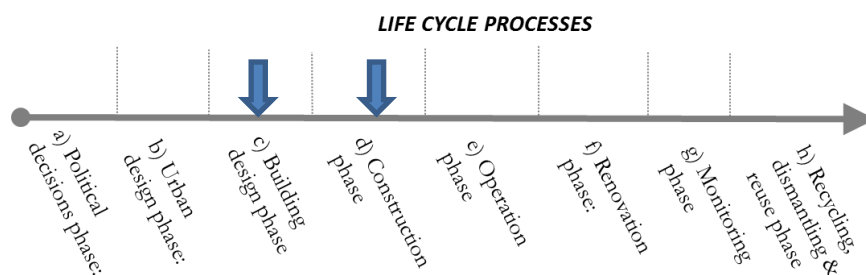 LIFE CYCLE PROCESSES
a) Political
decisions phase:
b) Urban
design phase:
c) Building
design phase
d) Construction
phase
e) Operation
phase
f) Renovation
phase:
g) Monitoring
phase
h) Recycling,
dismantling &
reuse phase